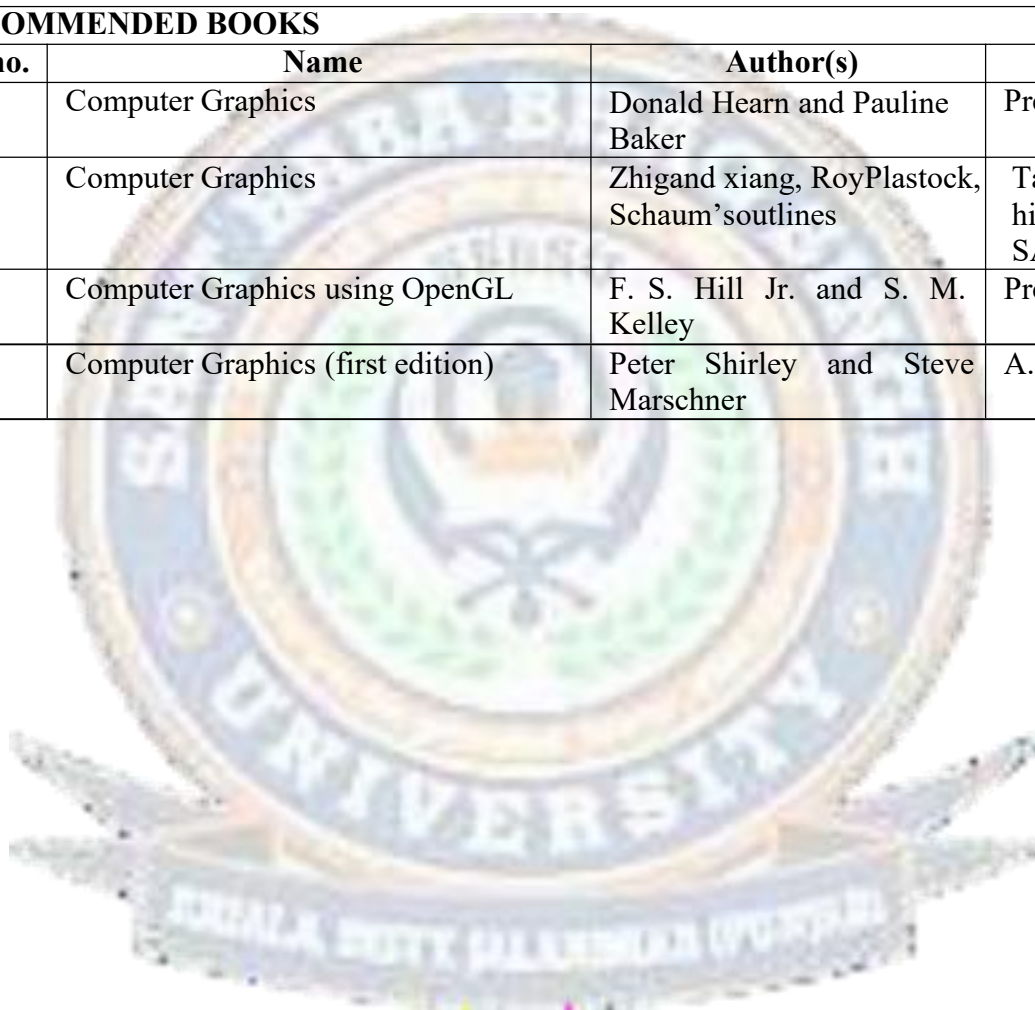 OMMENDED BOOKS
no. Name Author(s)
Computer Graphics Donald Hearn and Pauline Pr
Baker
Computer Graphics Zhigand xiang, RoyPlastock, Ta
Schaum'soutlines hi
SA
Computer Graphics using OpenGL F. S. Hill Jr. and S. M. Pr
Kelley
Computer Graphics (first edition) Peter Shirley and Steve A.
Marschner
UNIVERSITY